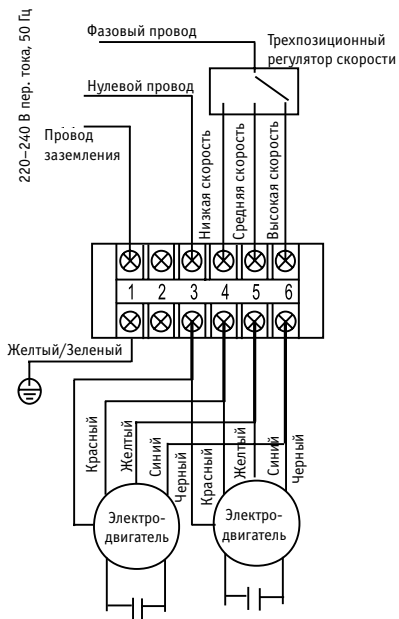 220–240 В пер. тока, 50 Гц
Фазовый провод
Трехпозиционный
регулятор скорости
Нулевой провод
Провод
заземления
Низкая скорость
Средняя скорость
Высокая скорость
1 2 3 4 5 6
Желтый/Зеленый
Красный
Желтый
Синий
Черный
Красный
Желтый
Синий
Черный
Электро-
двигатель
Электро-
двигатель